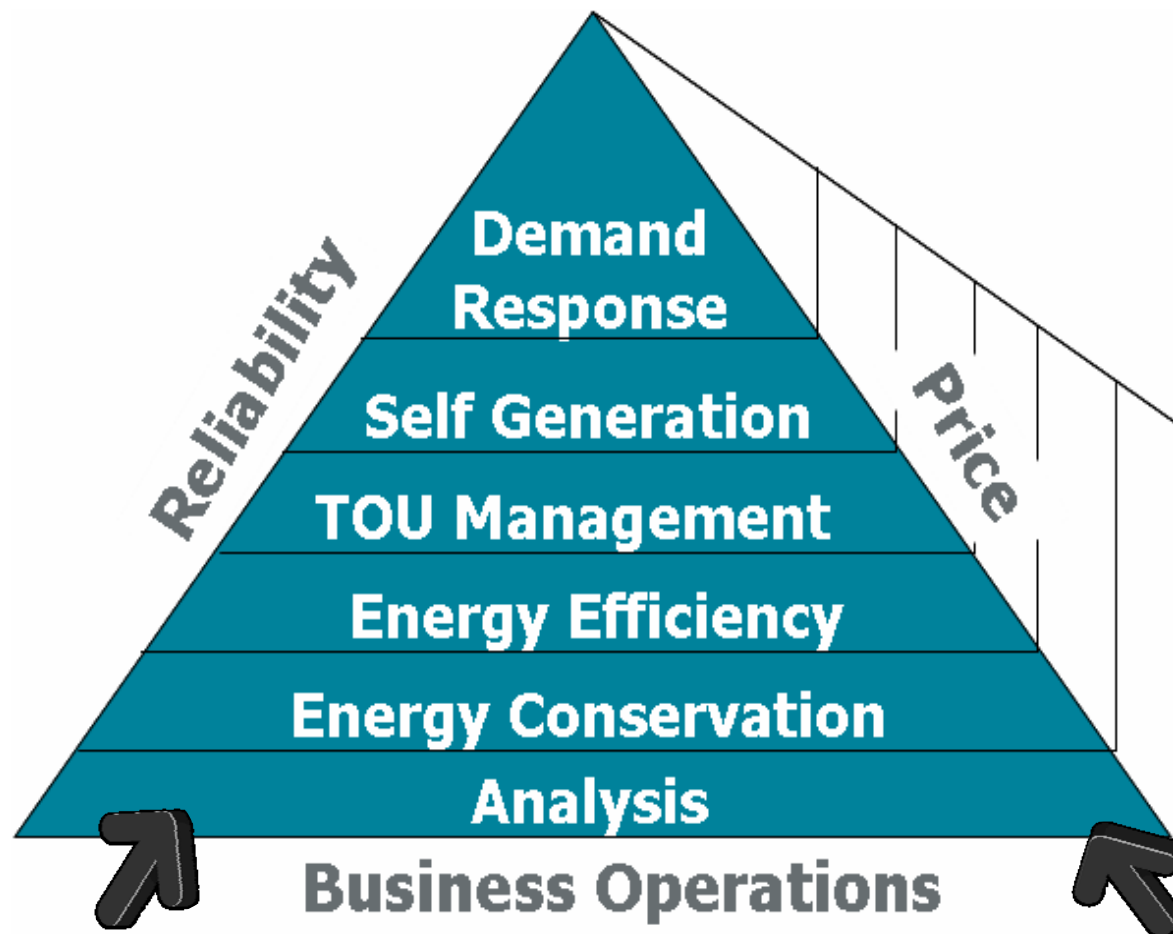 Demand
Response
Reliability
Price
Self Generation
TOU Management
Energy Efficiency
Energy Conservation
Analysis
Business Operations